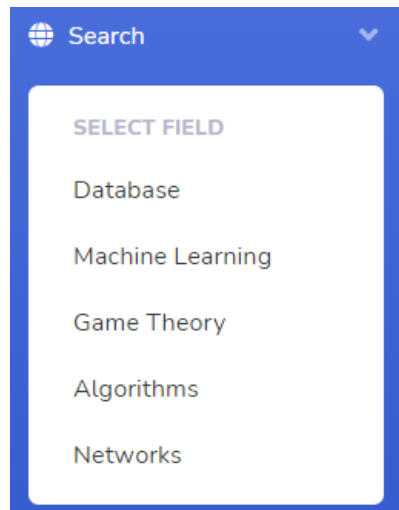 Search
SELECT FIELD
Database
Machine Learning
Game Theory
Algorithms
Networks